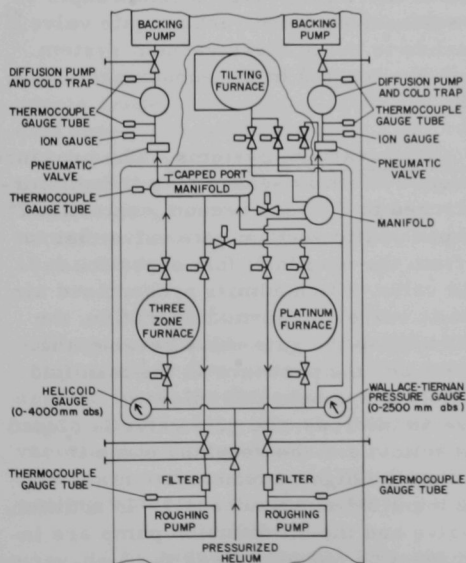 BACKING
PUMP
BACKING
PUMP
DIFFUSION PUMP
AND COLD TRAP
TILTING
FURNACE
DIFFUSION PUMP
AND COLD TRAP
THERMOCOUPLE
GAUGE TUBE
THERMOCOUPLE
GAUGE TUBE
ION GAUGE
ION GAUGE
PNEUMATIC
VALVE
PNEUMATIC
VALVE
CAPPED PORT
MANIFOLD
THERMOCOUPLE
GAUGE TUBE
MANIFOLD
THREE
ZONE
FURNACE
PLATINUM
FURNACE
HELICOID
GAUGE
(0-4000 mm abs)
WALLACE-TIERNAN
PRESSURE GAUGE
(0-2500 mm abs)
THERMOCOUPLE
GAUGE TUBE
FILTER
FILTER
THERMOCOUPLE
GAUGE TUBE
ROUGHING
PUMP
ROUGHING
PUMP
PRESSURIZED
HELIUM